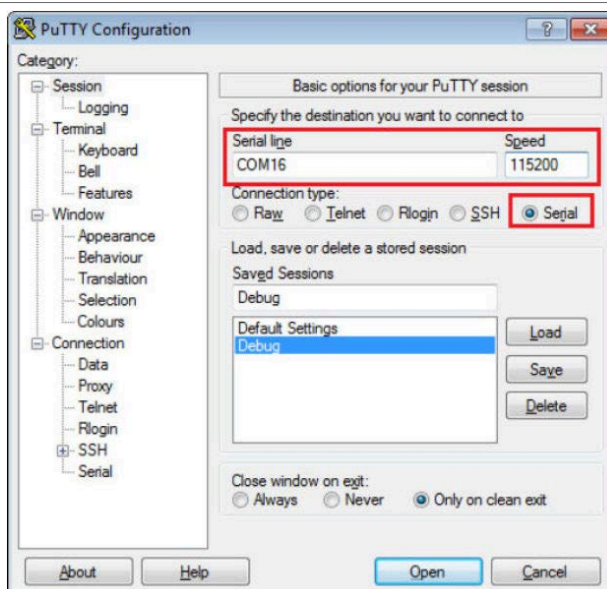 PuTTY Configuration
Category:
Session
Logging
Terminal
Keyboard
Bell
Features
Window
Appearance
Behaviour
Translation
Selection
Colours
Connection
Data
Proxy
Telnet
Rlogin
SSH
Serial
Basic options for your PuTTY session
Specify the destination you want to connect to
Serial line Speed
COM16 115200
Connection type:
Raw Telnet Rlogin SSH Serial
Load, save or delete a stored session
Saved Sessions
Debug
Default Settings
Debug
Load
Save
Delete
Close window on exit:
Always Never Only on clean exit
About Help Open Cancel